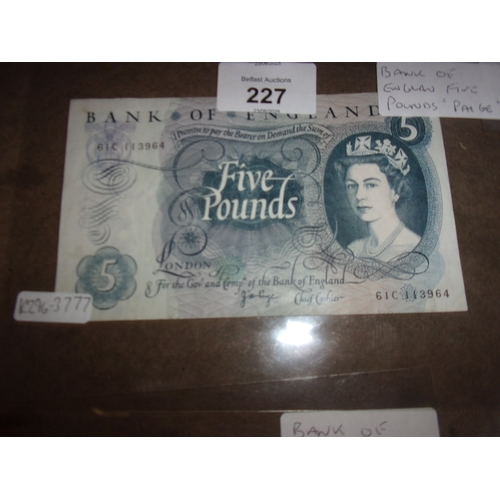 Belfast Auctions
227
BANK OF
ENGLAN FIVE
POUNDS 'PAGE'
BANK OF ENGLAND
61C 113964
I Promise to pay the Bearer on Demand the Sum of
5
Five
Pounds
5
LONDON
For the Govr and Compa of the Bank of England
Chief Cashier
61C 113964
K296-3777
BANK OF